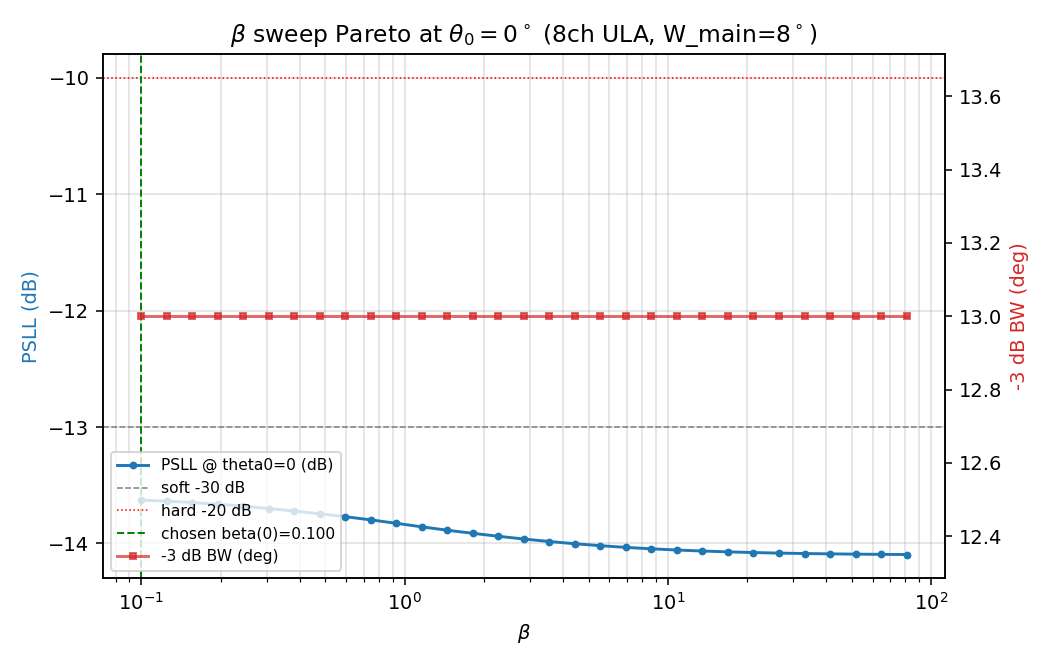 β sweep Pareto at θ₀ = 0° (8ch ULA, W_main=8°)
PSLL (dB)
−10
−11
−12
−13
−14
13.6
13.4
13.2
13.0
12.8
12.6
12.4
-3 dB BW (deg)
PSLL @ theta0=0 (dB)
soft -30 dB
hard -20 dB
chosen beta(0)=0.100
-3 dB BW (deg)
10⁻¹ 10⁰ 10¹ 10²
β